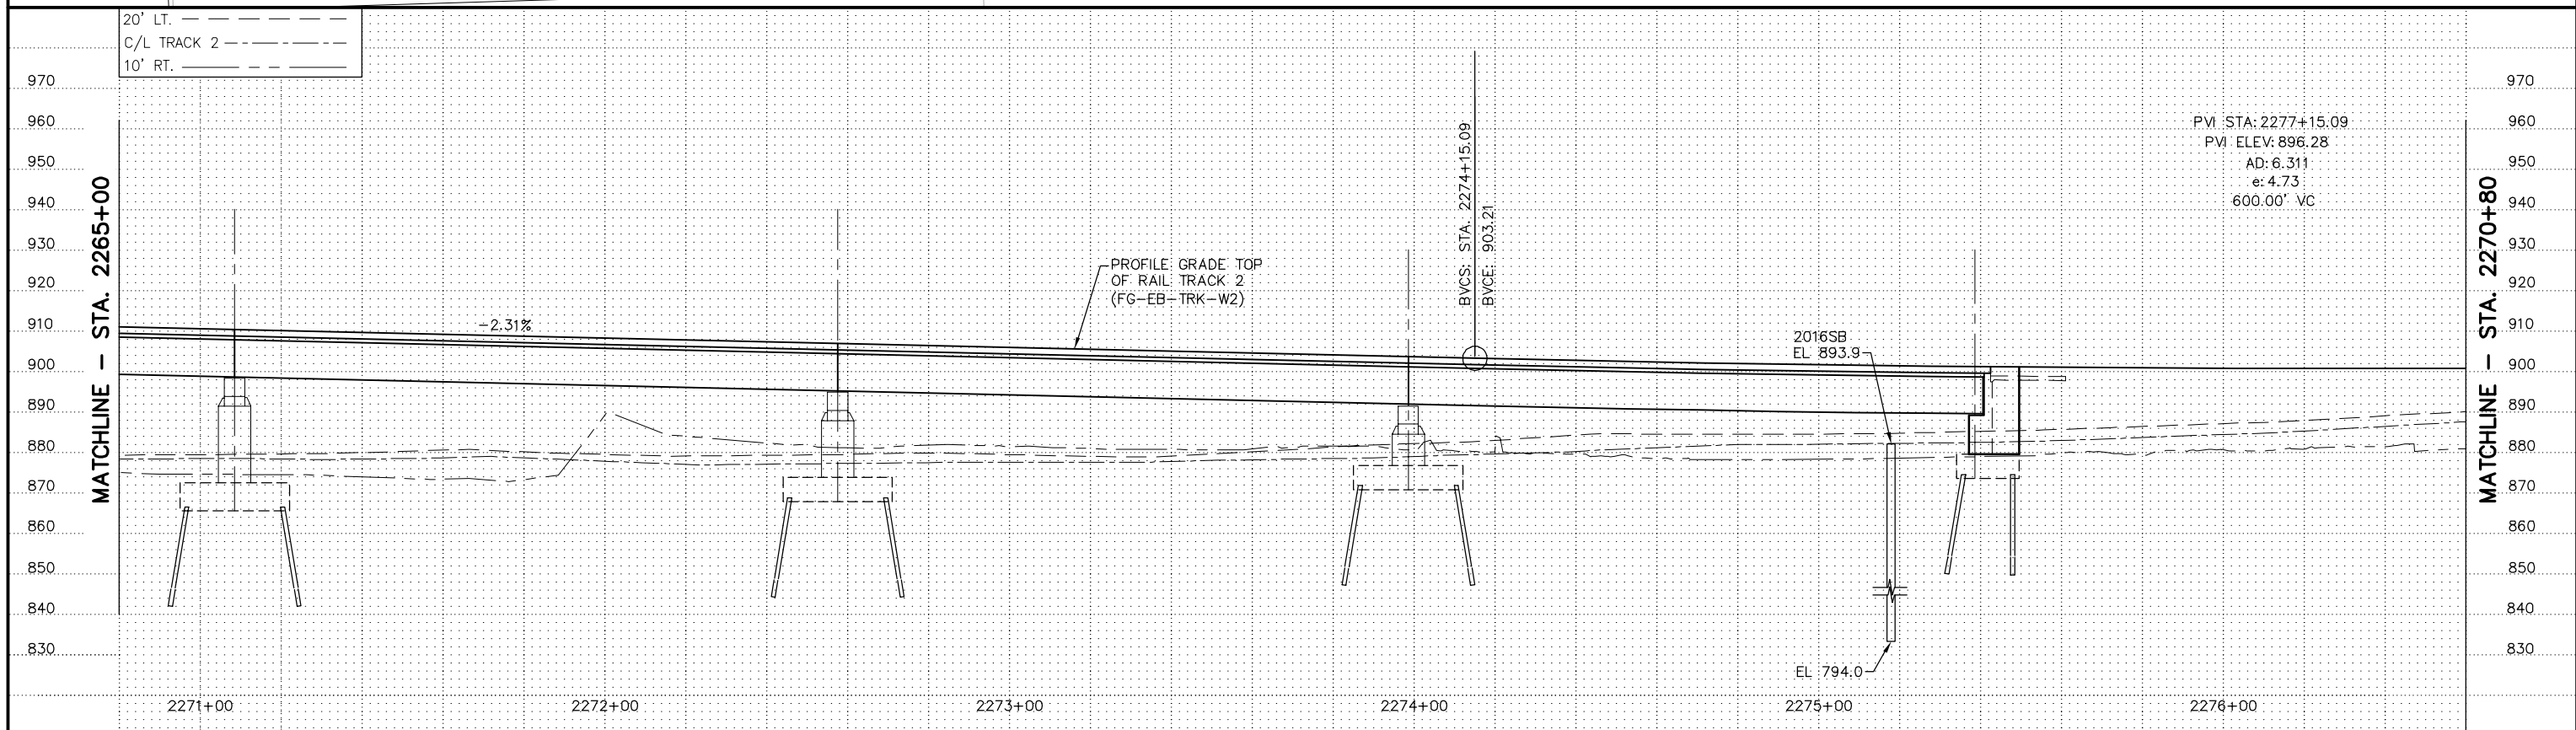 20' LT.
C/L TRACK 2
10' RT.
970
960
950
940
930
920
910
900
890
880
870
860
850
840
830
MATCHLINE - STA. 2265+00
-2.31%
PROFILE GRADE TOP
OF RAIL TRACK 2
(FG-EB-TRK-W2)
BVCS: STA. 2274+15.09
BVCE: 903.21
2016SB
EL 893.9
EL 794.0
PVI STA: 2277+15.09
PVI ELEV: 896.28
AD: 6.311
e: 4.73
600.00' VC
MATCHLINE - STA. 2270+80
970
960
950
940
930
920
910
900
890
880
870
860
850
840
830
2271+00
2272+00
2273+00
2274+00
2275+00
2276+00